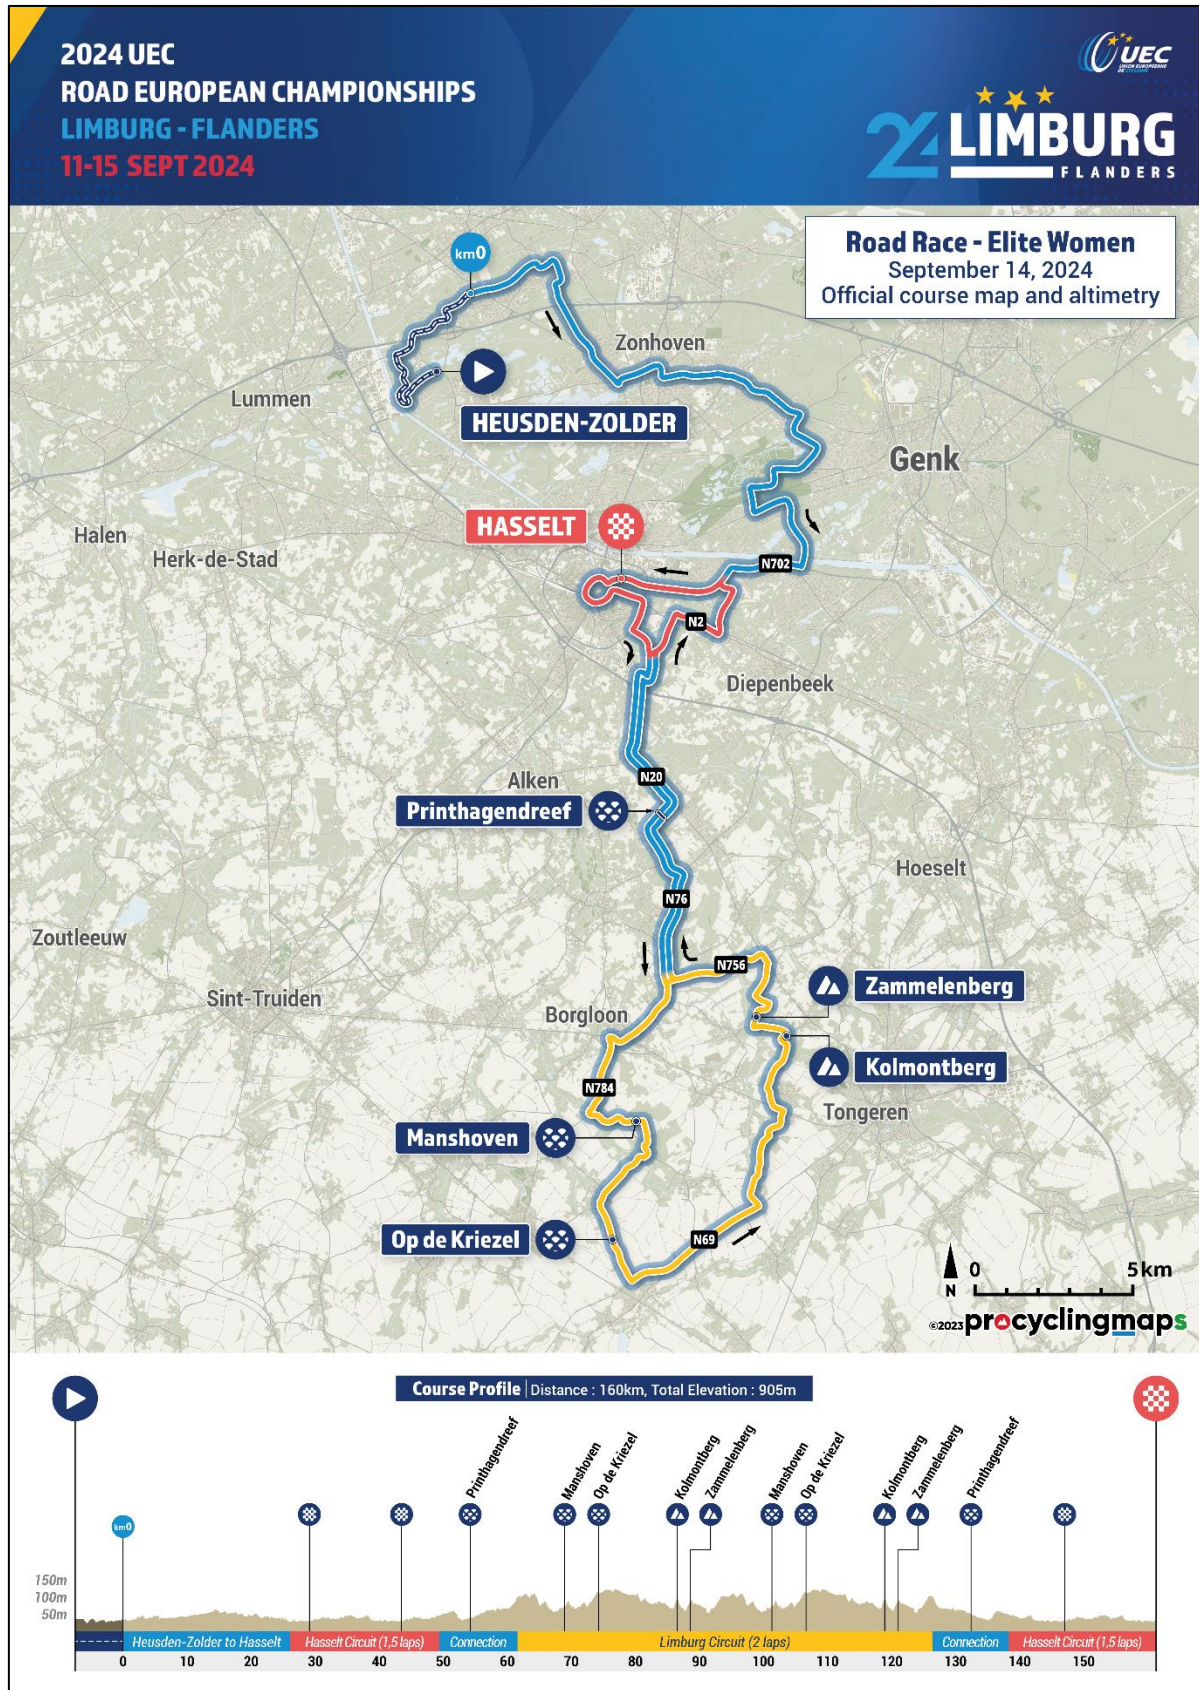 2024 UEC
ROAD EUROPEAN CHAMPIONSHIPS
LIMBURG - FLANDERS
11-15 SEPT 2024
UEC
UNION EUROPÉENNE
DE CYCLISME
24 LIMBURG
FLANDERS
Road Race - Elite Women
September 14, 2024
Official course map and altimetry
km0
Zonhoven
Lummen
HEUSDEN-ZOLDER
Genk
HASSELT
Halen
Herk-de-Stad
N702
N2
Diepenbeek
N20
Alken
Printhagendreef
Hoeselt
N76
Zoutleeuw
N756
Sint-Truiden
Zammelenberg
Borgloon
Kolmontberg
N784
Tongeren
Manshoven
Op de Kriezel
N69
N
0 5km
©2023 procyclingmaps
Course Profile | Distance : 160km, Total Elevation : 905m
Printhagendreef
Manshoven
Op de Kriezel
Kolmontberg
Zammelenberg
Manshoven
Op de Kriezel
Kolmontberg
Zammelenberg
Printhagendreef
km0
150m
100m
50m
Heusden-Zolder to Hasselt
Hasselt Circuit (1,5 laps)
Connection
Limburg Circuit (2 laps)
Connection
Hasselt Circuit (1,5 laps)
0 10 20 30 40 50 60 70 80 90 100 110 120 130 140 150